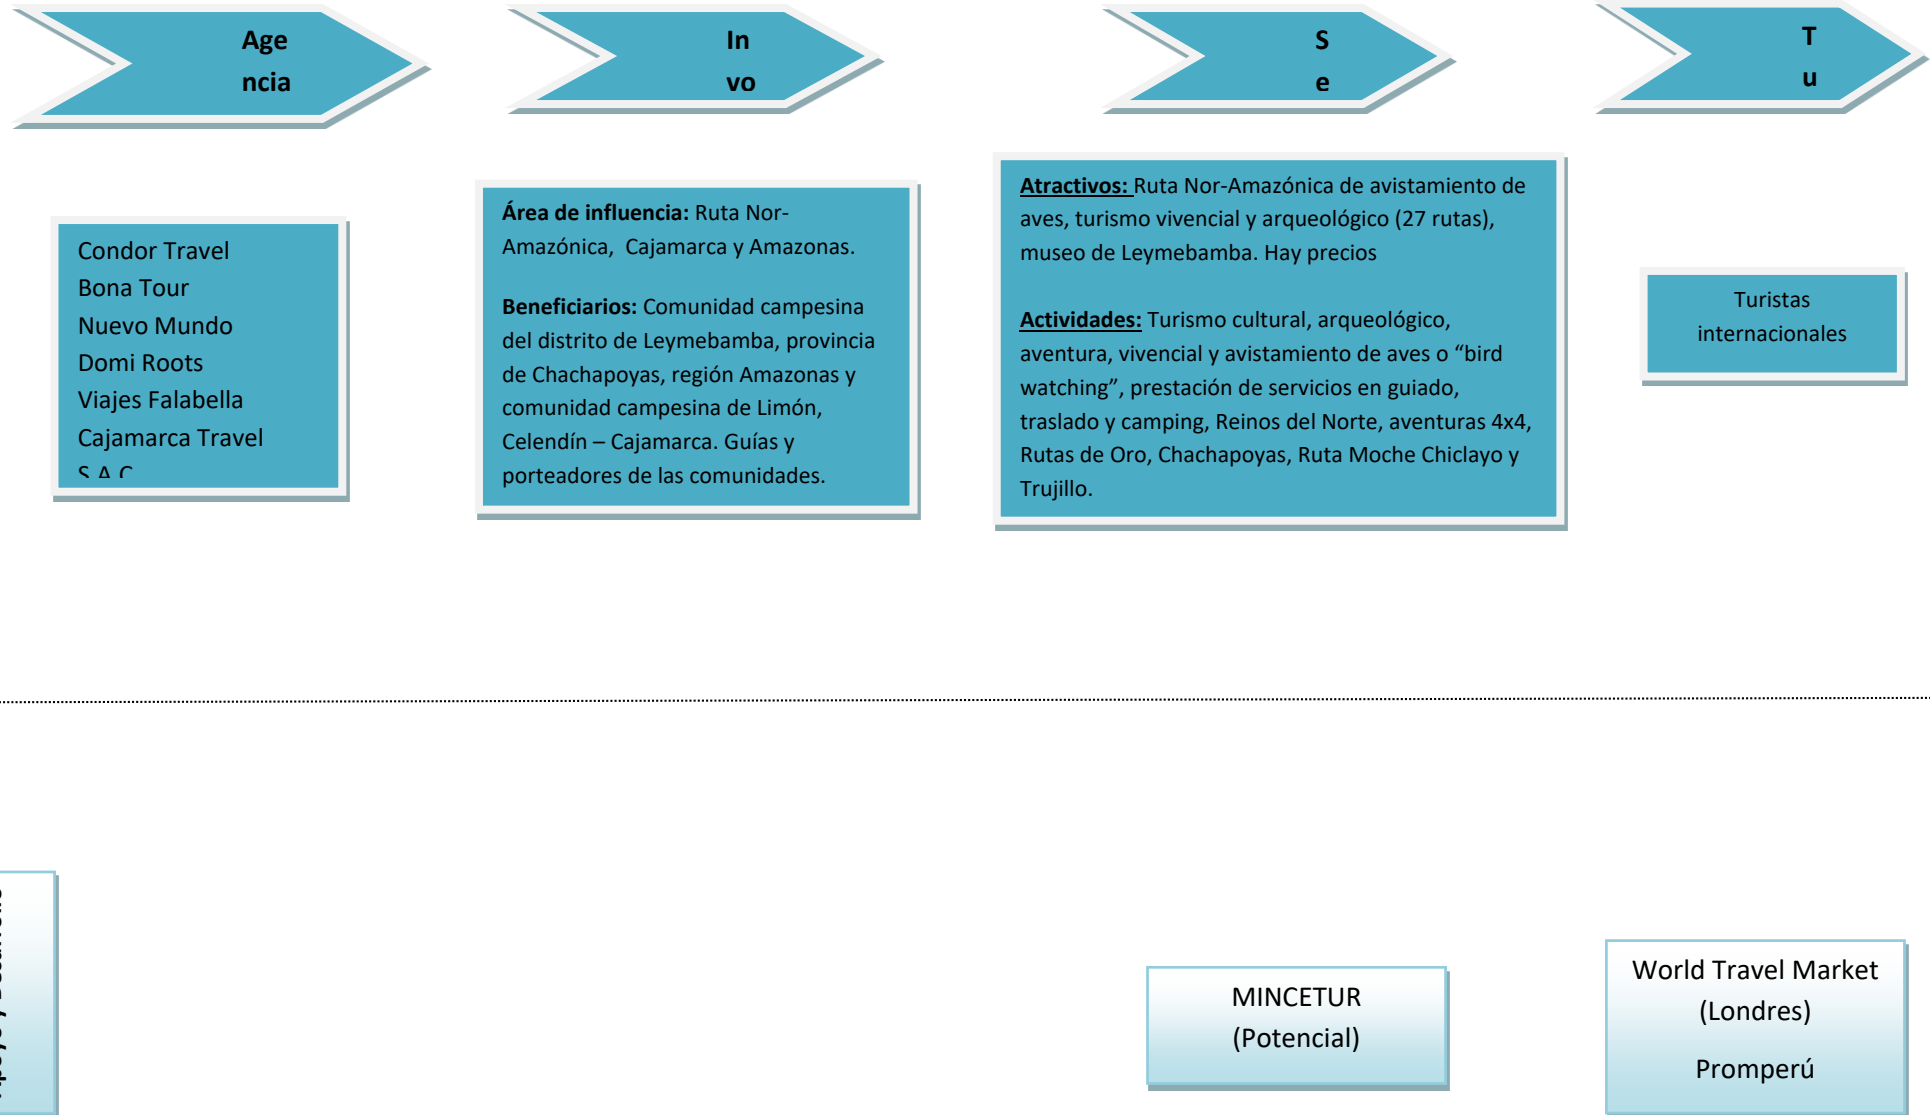 Age
ncia
In
vo
S
e
T
u
Condor Travel
Bona Tour
Nuevo Mundo
Domi Roots
Viajes Falabella
Cajamarca Travel
S.A.C
Área de influencia: Ruta Nor-
Amazónica, Cajamarca y Amazonas.
Beneficiarios: Comunidad campesina
del distrito de Leymebamba, provincia
de Chachapoyas, región Amazonas y
comunidad campesina de Limón,
Celendín – Cajamarca. Guías y
porteadores de las comunidades.
Atractivos: Ruta Nor-Amazónica de avistamiento de
aves, turismo vivencial y arqueológico (27 rutas),
museo de Leymebamba. Hay precios
Actividades: Turismo cultural, arqueológico,
aventura, vivencial y avistamiento de aves o “bird
watching”, prestación de servicios en guiado,
traslado y camping, Reinos del Norte, aventuras 4x4,
Rutas de Oro, Chachapoyas, Ruta Moche Chiclayo y
Trujillo.
Turistas
internacionales
MINCETUR
(Potencial)
World Travel Market
(Londres)
Promperú